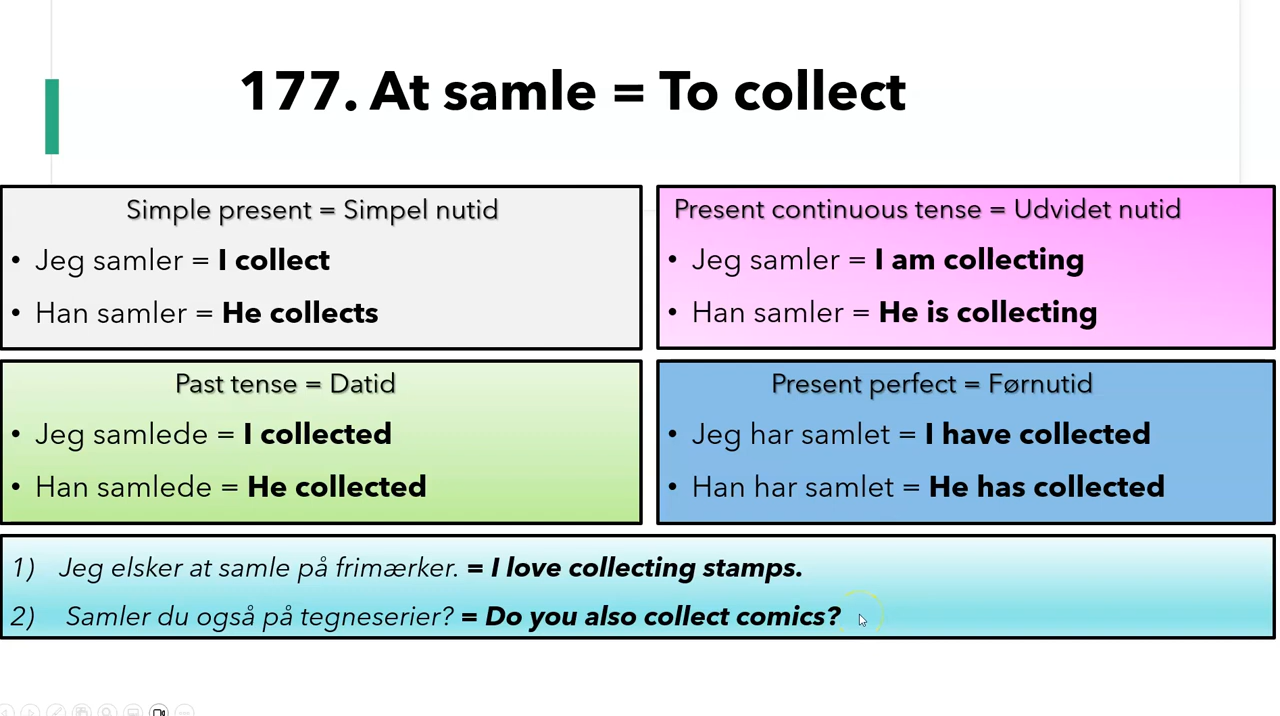 177. At samle = To collect
Simple present = Simpel nutid
• Jeg samler = I collect
• Han samler = He collects
Present continuous tense = Udvidet nutid
• Jeg samler = I am collecting
• Han samler = He is collecting
Past tense = Datid
• Jeg samlede = I collected
• Han samlede = He collected
Present perfect = Førnutid
• Jeg har samlet = I have collected
• Han har samlet = He has collected
1) Jeg elsker at samle på frimærker. = I love collecting stamps.
2) Samler du også på tegneserier? = Do you also collect comics?